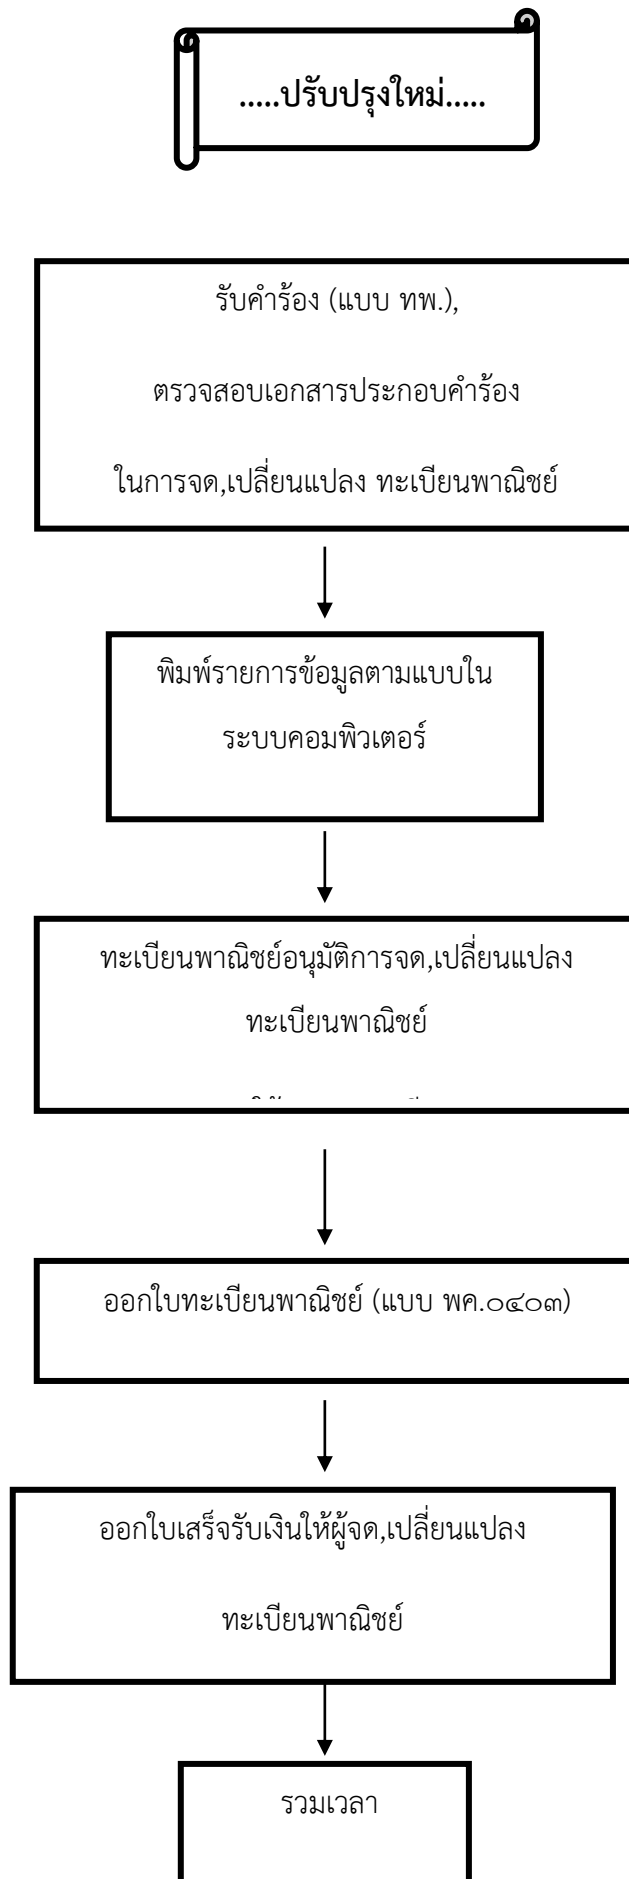 .....ปรับปรุงใหม่.....
รับคำร้อง (แบบ ทพ.),
ตรวจสอบเอกสารประกอบคำร้อง
ในการจด,เปลี่ยนแปลง ทะเบียนพาณิชย์
พิมพ์รายการข้อมูลตามแบบใน
ระบบคอมพิวเตอร์
ทะเบียนพาณิชย์อนุมัติการจด,เปลี่ยนแปลง
ทะเบียนพาณิชย์
ออกใบทะเบียนพาณิชย์ (แบบ พค.๐๔๐๓)
ออกใบเสร็จรับเงินให้ผู้จด,เปลี่ยนแปลง
ทะเบียนพาณิชย์
รวมเวลา